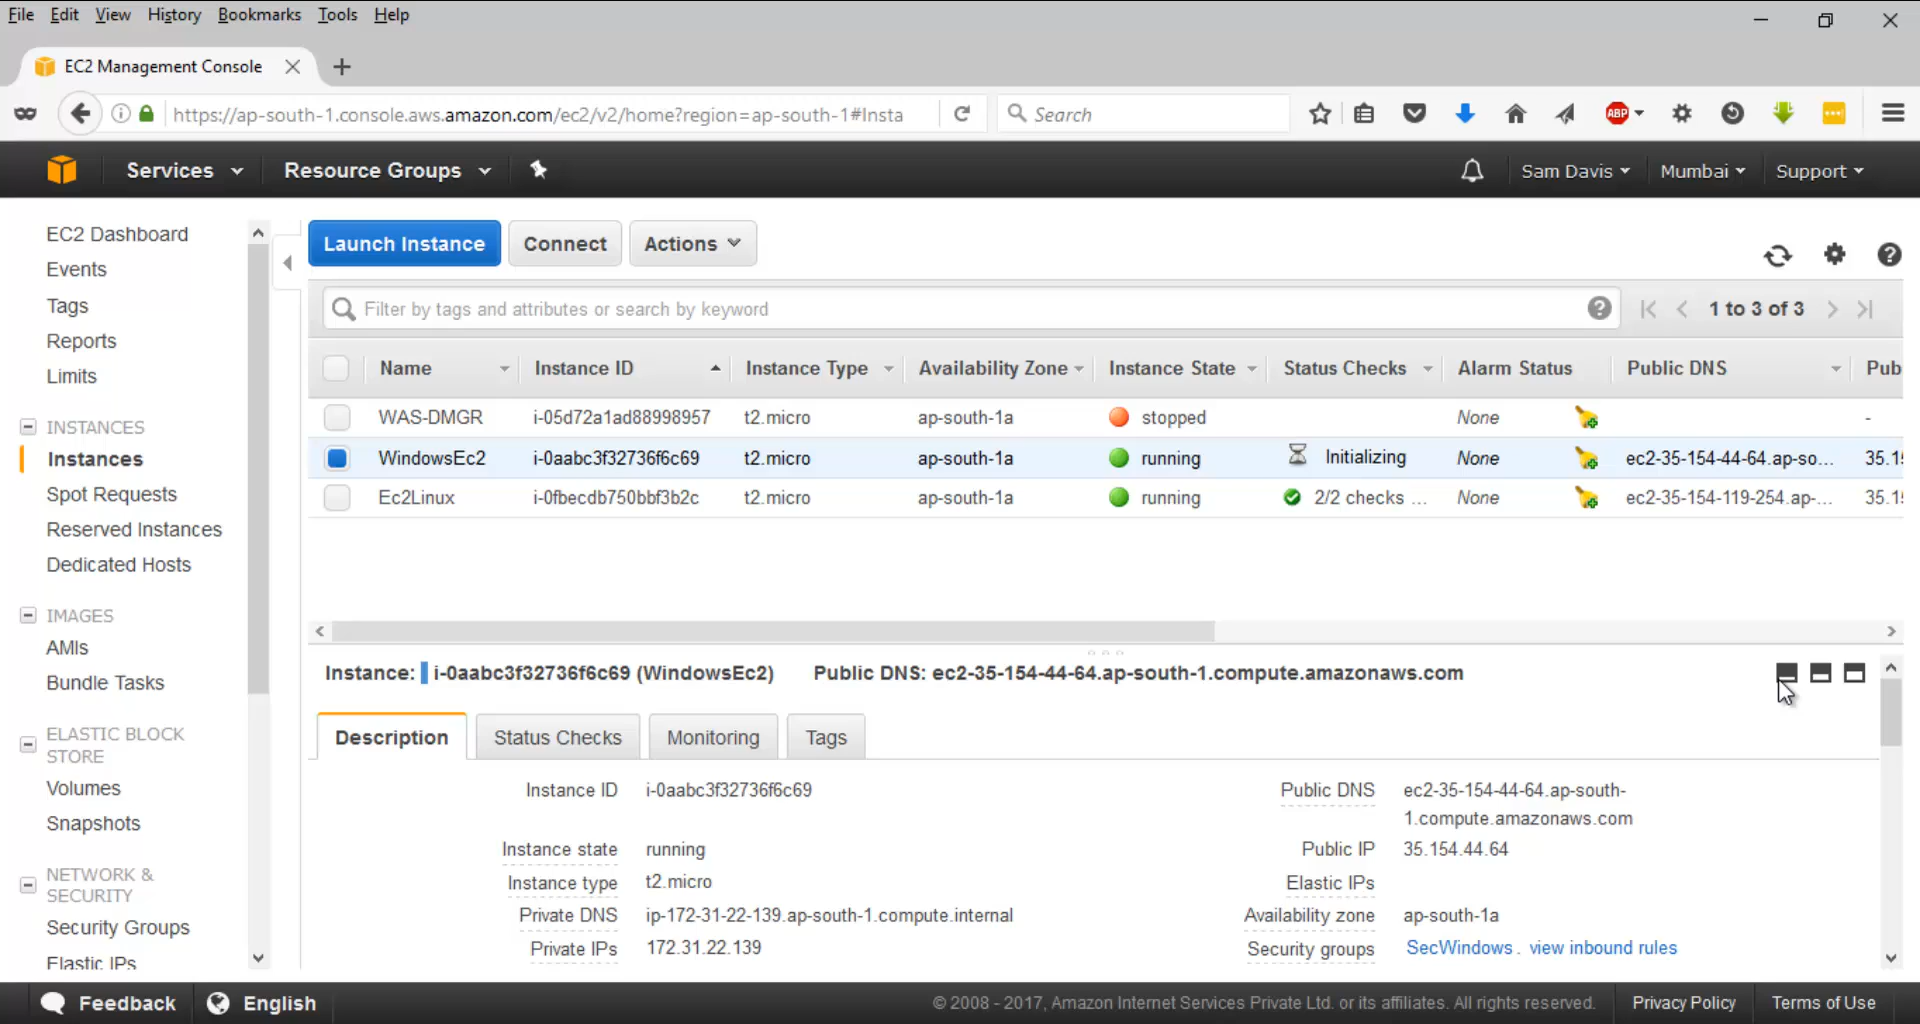 File Edit View History Bookmarks Tools Help
EC2 Management Console
https://ap-south-1.console.aws.amazon.com/ec2/v2/home?region=ap-south-1#Insta
Search
ABP
Services Resource Groups
Sam Davis Mumbai Support
EC2 Dashboard
Events
Tags
Reports
Limits
INSTANCES
Instances
Spot Requests
Reserved Instances
Dedicated Hosts
IMAGES
AMIs
Bundle Tasks
ELASTIC BLOCK
STORE
Volumes
Snapshots
NETWORK &
SECURITY
Security Groups
Elastic IPs
Launch Instance Connect Actions
Filter by tags and attributes or search by keyword
1 to 3 of 3
Name Instance ID Instance Type Availability Zone Instance State Status Checks Alarm Status Public DNS Pub
WAS-DMGR i-05d72a1ad88998957 t2.micro ap-south-1a stopped None -
WindowsEc2 i-0aabc3f32736f6c69 t2.micro ap-south-1a running Initializing None ec2-35-154-44-64.ap-so... 35.1
Ec2Linux i-0fbecdb750bbf3b2c t2.micro ap-south-1a running 2/2 checks ... None ec2-35-154-119-254.ap-... 35.1
Instance: i-0aabc3f32736f6c69 (WindowsEc2) Public DNS: ec2-35-154-44-64.ap-south-1.compute.amazonaws.com
Description Status Checks Monitoring Tags
Instance ID i-0aabc3f32736f6c69
Public DNS ec2-35-154-44-64.ap-south-
1.compute.amazonaws.com
Instance state running
Public IP 35.154.44.64
Instance type t2.micro
Elastic IPs
Private DNS ip-172-31-22-139.ap-south-1.compute.internal
Availability zone ap-south-1a
Private IPs 172.31.22.139
Security groups SecWindows . view inbound rules
Feedback English
© 2008 - 2017, Amazon Internet Services Private Ltd. or its affiliates. All rights reserved. Privacy Policy Terms of Use